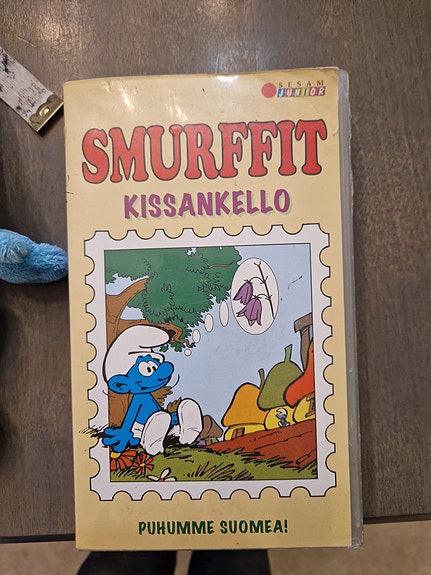 SESAM
JUNIOR
SMURFFIT
KISSANKELLO
PUHUMME SUOMEA!